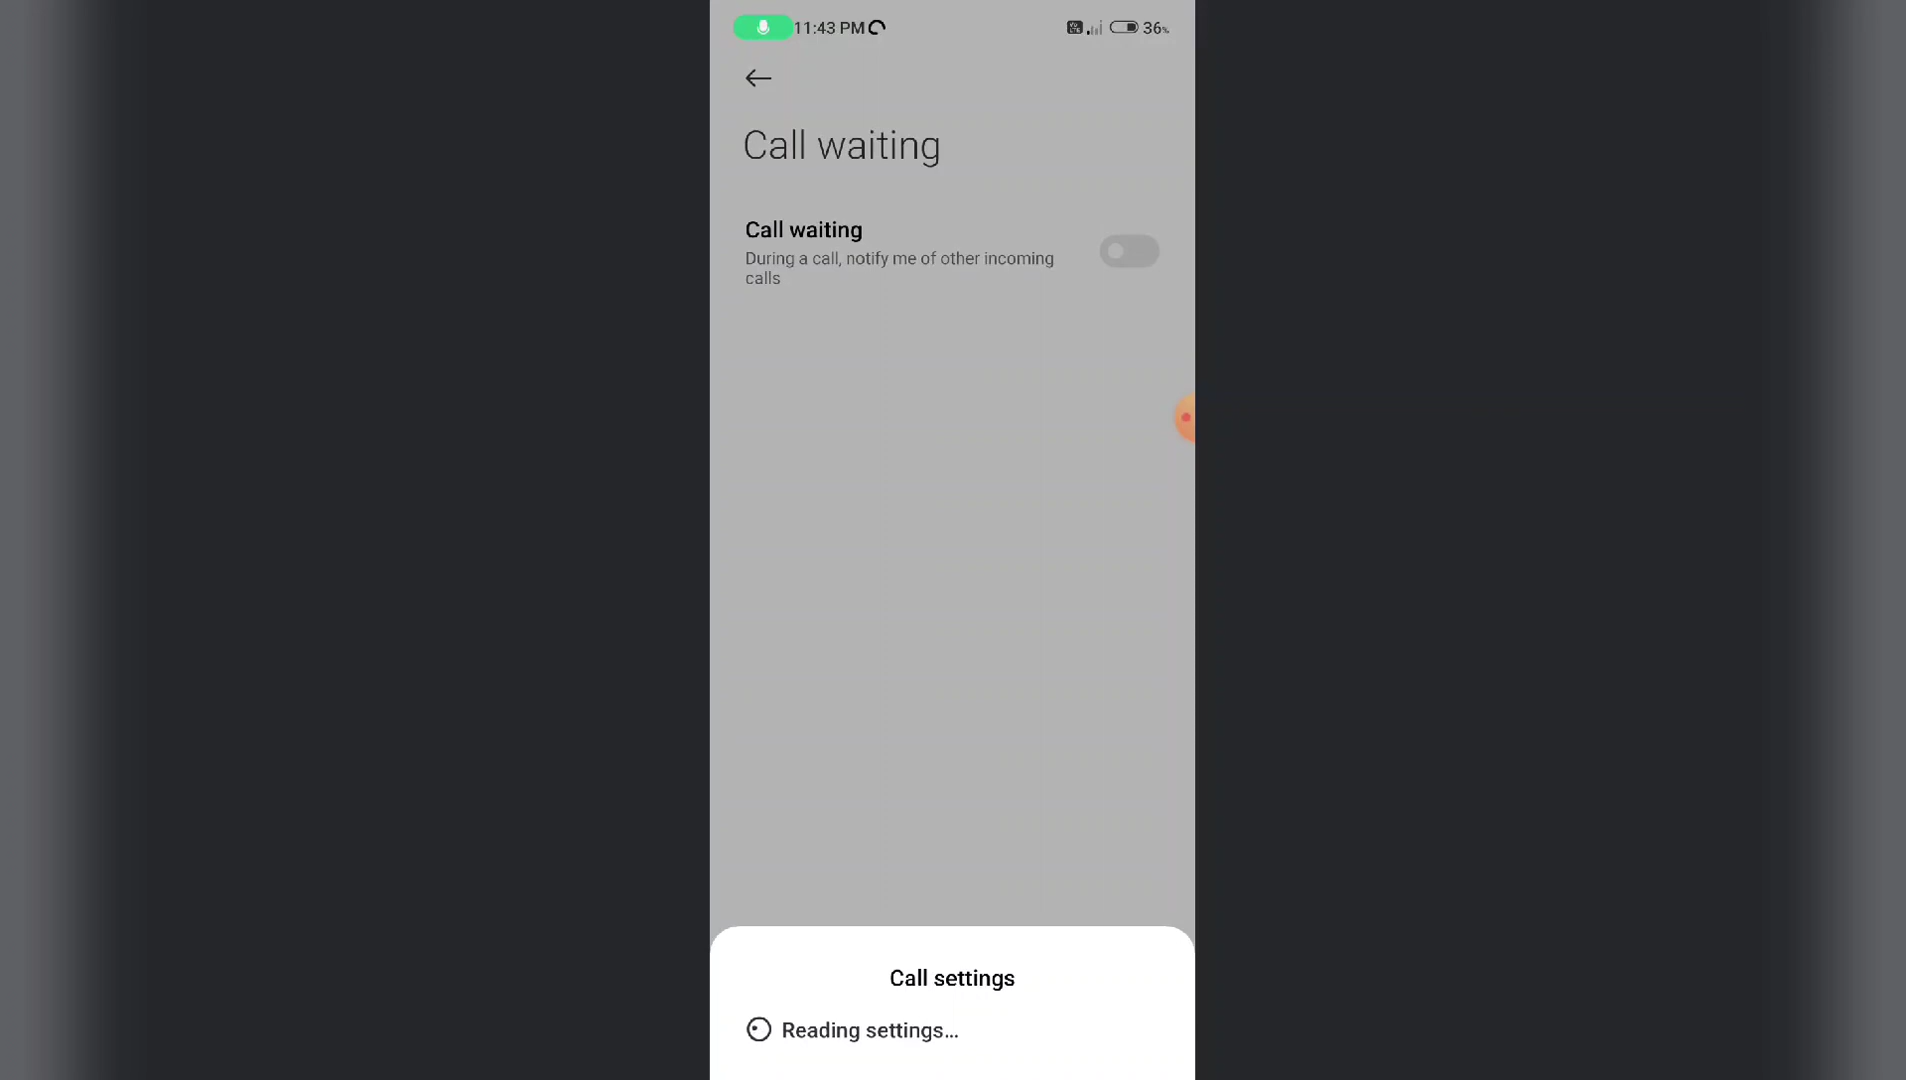 11:43 PM 36%
Call waiting
Call waiting
During a call, notify me of other incoming
calls
Call settings
Reading settings...